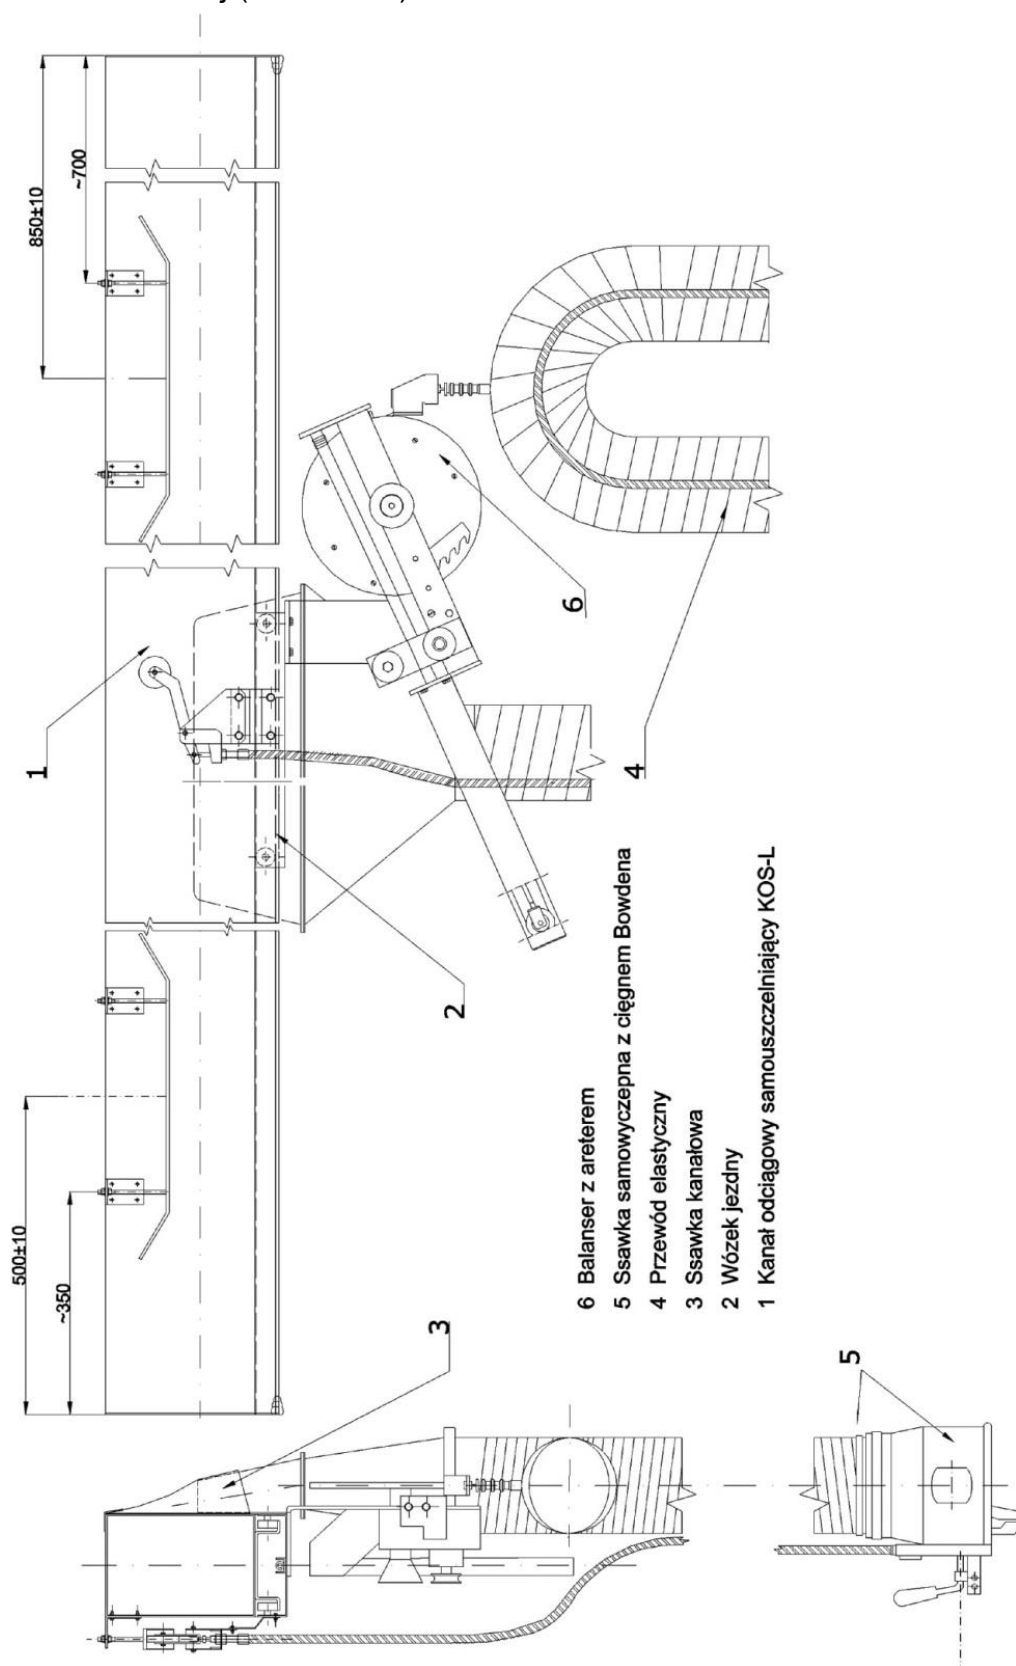 850±10
~700
1
6
4
2
500±10
~350
3
5
6 Balanser z areterem
5 Ssawka samowyczepna z cięgnem Bowdena
4 Przewód elastyczny
3 Ssawka kanałowa
2 Wózek jezdny
1 Kanał odciągowy samouszczelniający KOS-L